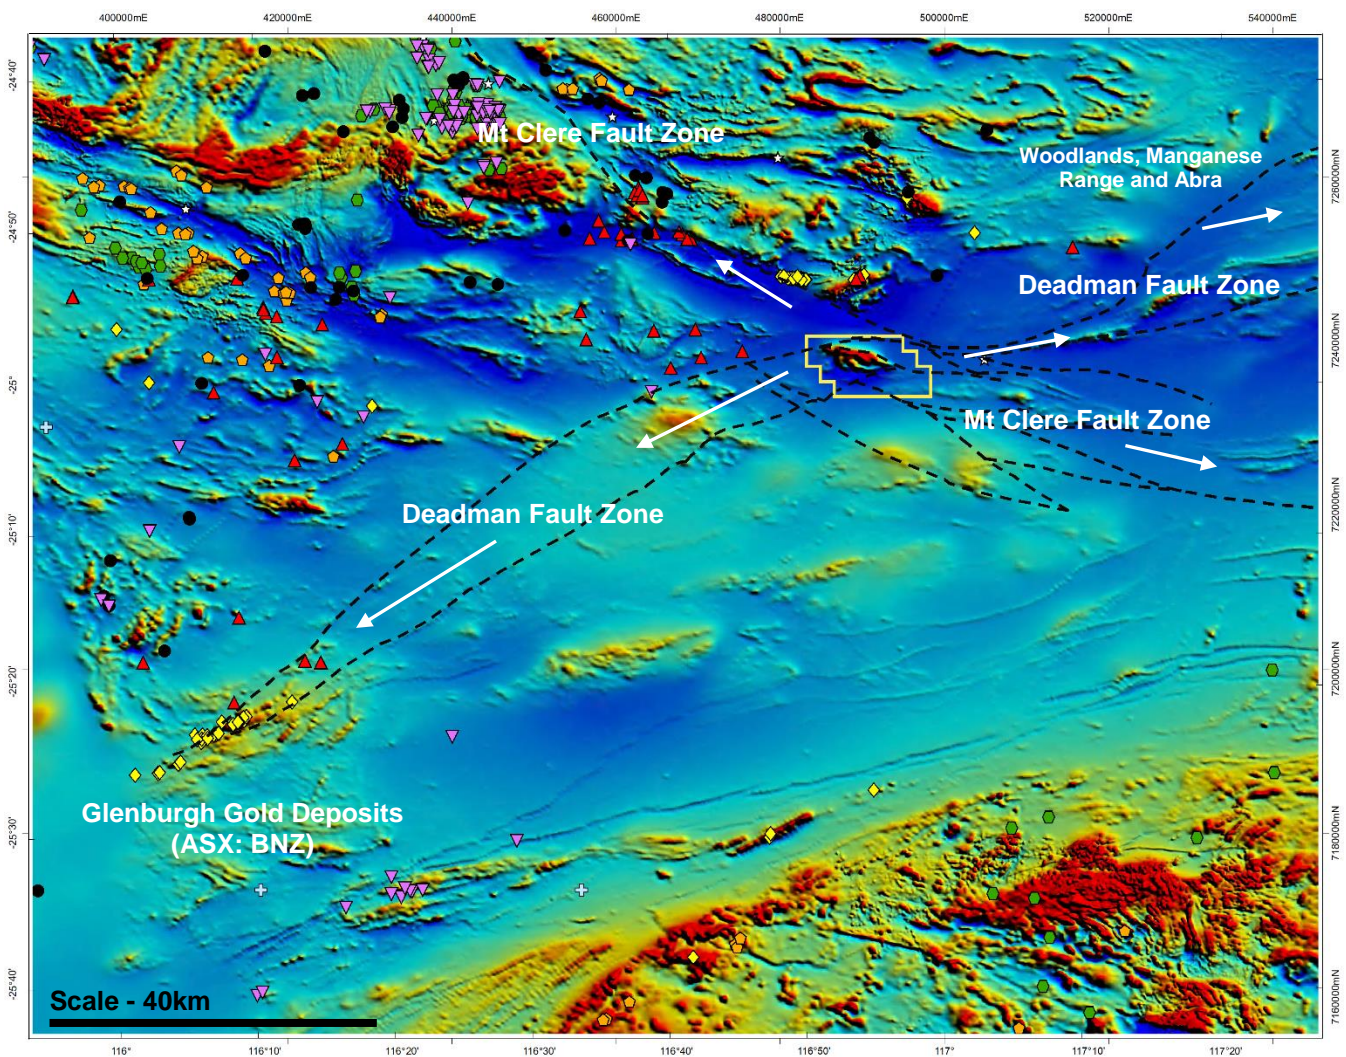 400000mE 420000mE 440000mE 460000mE 480000mE 500000mE 520000mE 540000mE
-24°40'
Mt Clere Fault Zone
Woodlands, Manganese
Range and Abra
7260000mN
-24°50'
Deadman Fault Zone
7240000mN
-25°
Mt Clere Fault Zone
Deadman Fault Zone
-25°10'
7220000mN
-25°20'
7200000mN
Glenburgh Gold Deposits
(ASX: BNZ)
-25°30'
7180000mN
-25°40'
Scale - 40km
7160000mN
116° 116°10' 116°20' 116°30' 116°40' 116°50' 117° 117°10' 117°20'